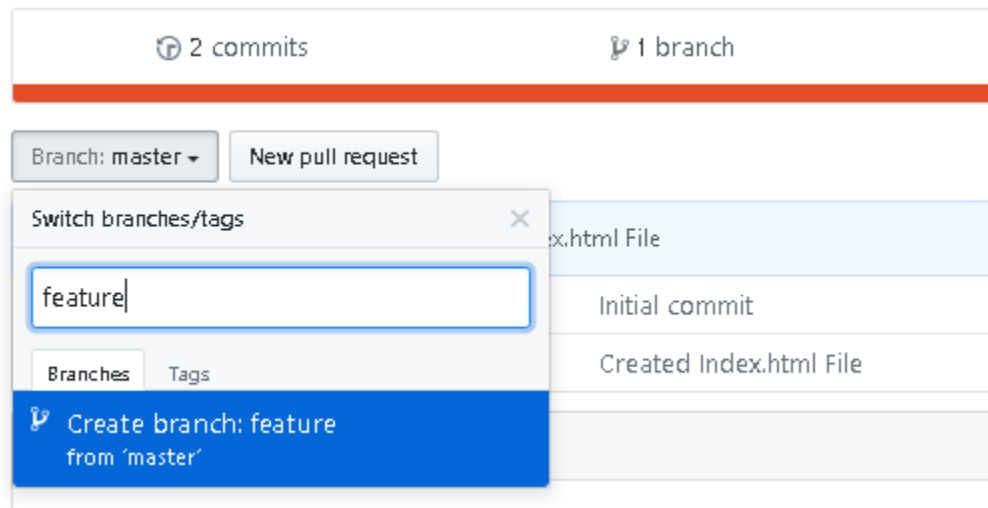 2 commits
1 branch
Branch: master
New pull request
Switch branches/tags
ex.html File
feature
Initial commit
Branches
Tags
Created Index.html File
Create branch: feature
from ‘master’